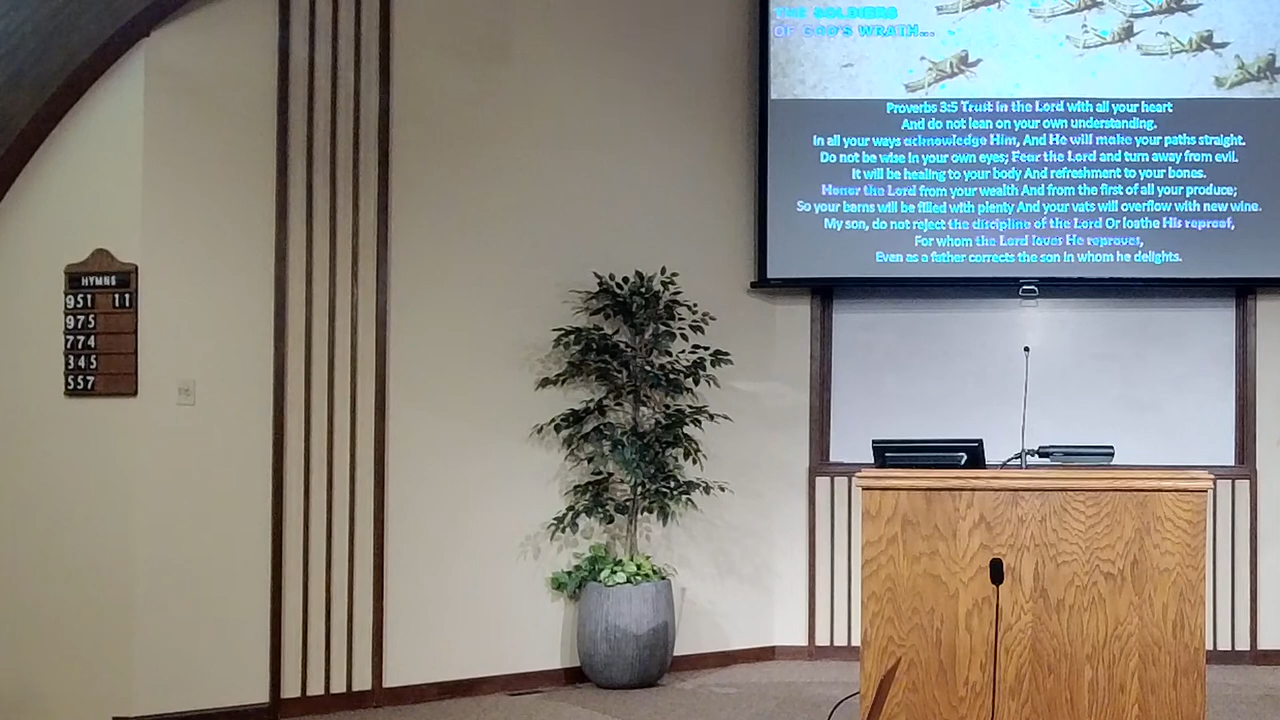 HYMNS
951 11
975
774
345
557
THE SOLDIERS
OF GOD'S WRATH...
Proverbs 3:5 Trust in the Lord with all your heart
And do not lean on your own understanding.
In all your ways acknowledge Him, And He will make your paths straight.
Do not be wise in your own eyes; Fear the Lord and turn away from evil.
It will be healing to your body And refreshment to your bones.
Honor the Lord from your wealth And from the first of all your produce;
So your barns will be filled with plenty And your vats will overflow with new wine.
My son, do not reject the discipline of the Lord Or loathe His reproof,
For whom the Lord loves He reproves,
Even as a father corrects the son in whom he delights.